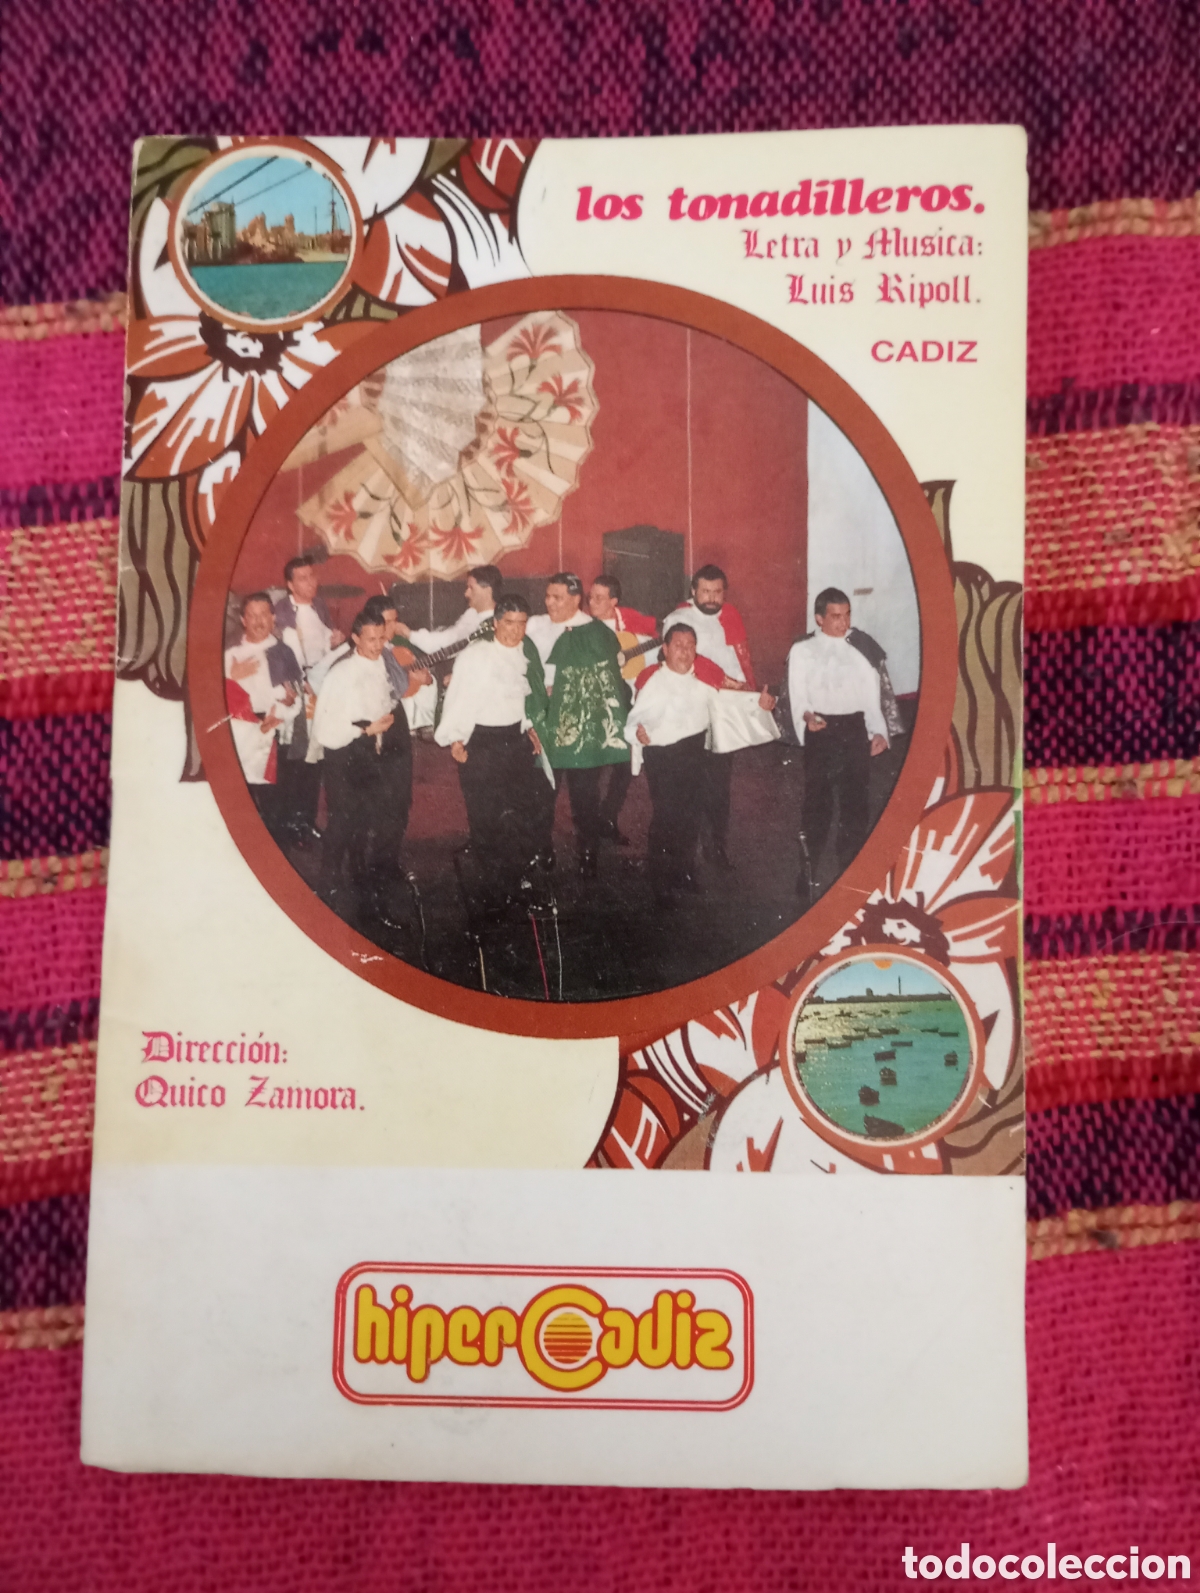 los tonadilleros.
Letra y Musica:
Luis Ripoll.
CADIZ
Dirección:
Quico Zamora.
hiperCadiz
todocoleccion